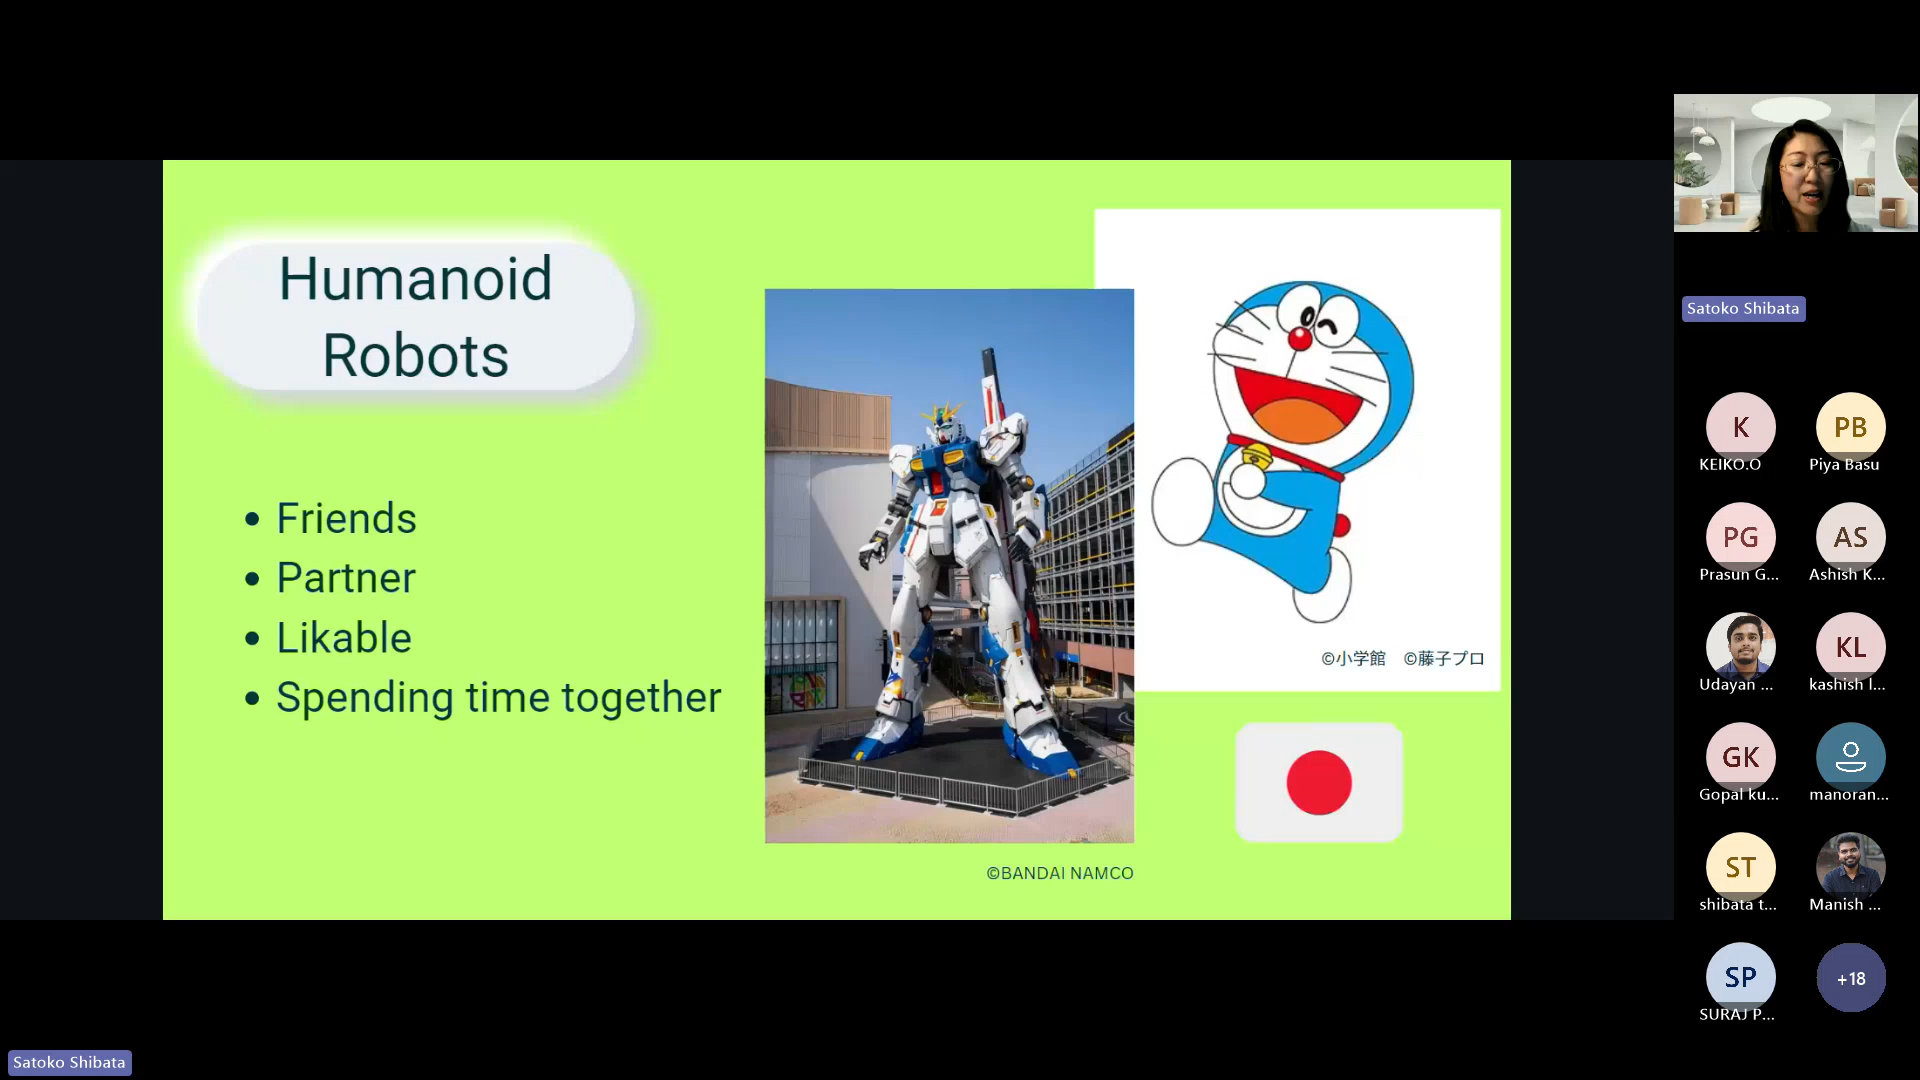 Humanoid
Robots
• Friends
• Partner
• Likable
• Spending time together
©小学館 ©藤子プロ
©BANDAI NAMCO
Satoko Shibata
K
KEIKO.O
PB
Piya Basu
PG
Prasun G...
AS
Ashish K...
Udayan ...
KL
kashish l...
GK
Gopal ku...
manoran...
ST
shibata t...
Manish ...
SP
SURAJ P...
+18
Satoko Shibata